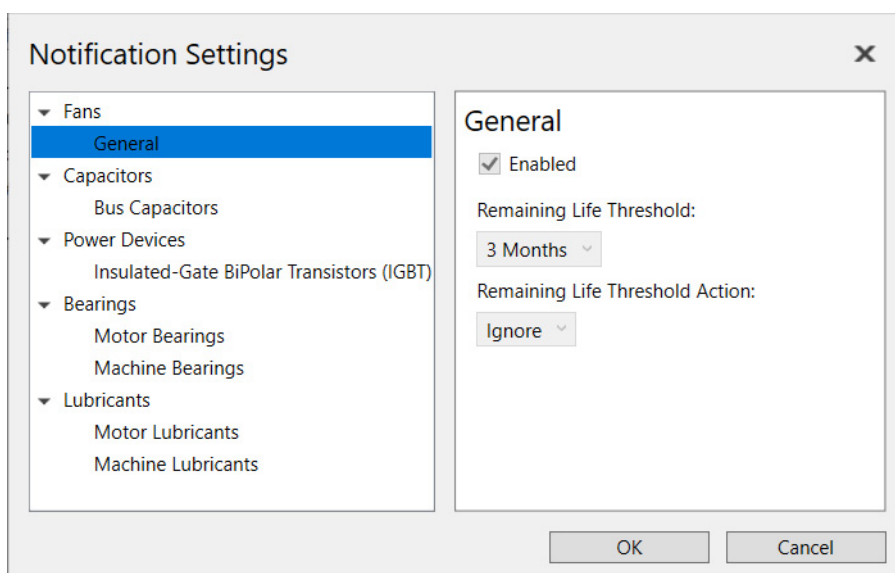 Notification Settings
Fans
General
Capacitors
Bus Capacitors
Power Devices
Insulated-Gate BiPolar Transistors (IGBT)
Bearings
Motor Bearings
Machine Bearings
Lubricants
Motor Lubricants
Machine Lubricants
General
Enabled
Remaining Life Threshold:
3 Months
Remaining Life Threshold Action:
Ignore
OK
Cancel